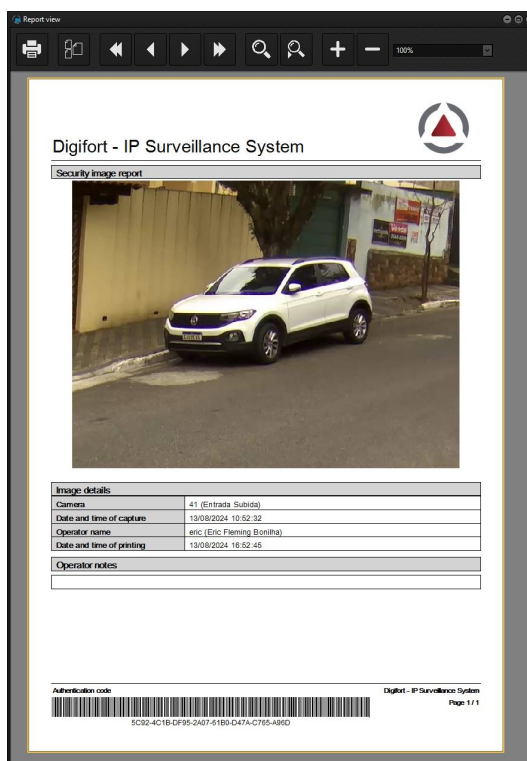 Report view
100%
Digifort - IP Surveillance System
Security image report
Image details
Camera 41 (Entrada Subida)
Date and time of capture 13/08/2024 10:52:32
Operator name eric (Eric Fleming Bonilha)
Date and time of printing 13/08/2024 16:52:45
Operator notes
Authentication code
Digifort - IP Surveillance System
Page 1 / 1
5C92-4C1B-DF95-2A07-61B0-D47A-C765-A96D